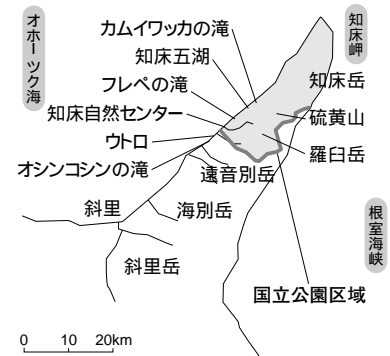 オホーツク海
知床岬
カムイワッカの滝
知床五湖
フレペの滝
知床自然センター
ウトロ
オシンコシンの滝
知床岳
硫黄山
羅臼岳
遠音別岳
海別岳
斜里
斜里岳
根室海峡
国立公園区域
0 10 20km